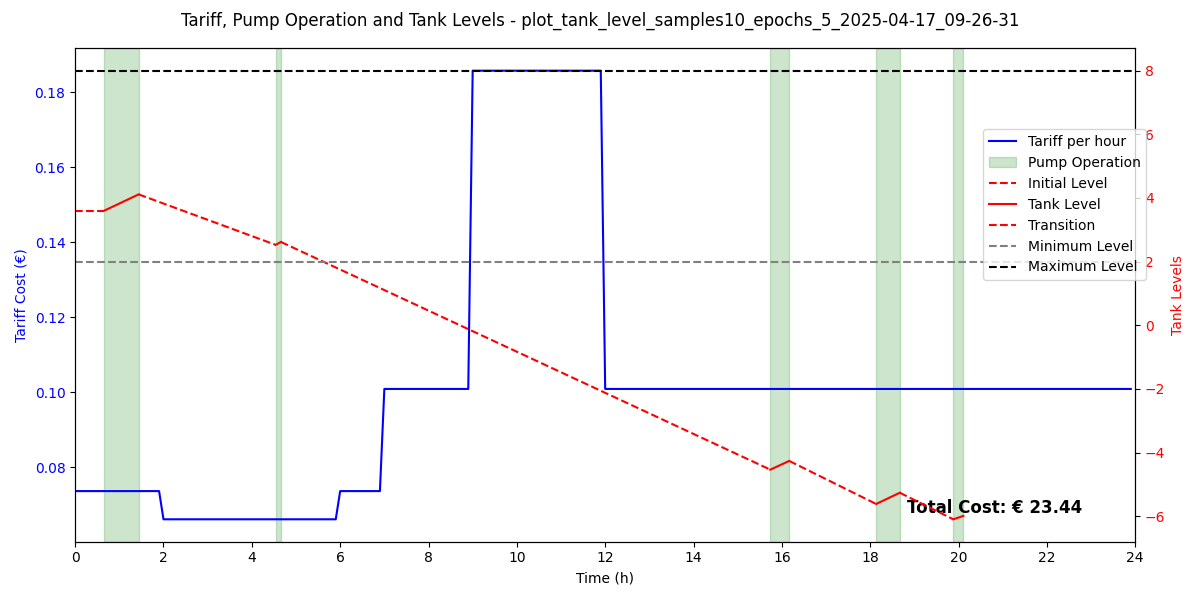 Tariff, Pump Operation and Tank Levels - plot_tank_level_samples10_epochs_5_2025-04-17_09-26-31
0.18
0.16
0.14
0.12
0.10
0.08
Tariff Cost (€)
8
6
4
2
0
−2
−4
−6
Tank Levels
Tariff per hour
Pump Operation
Initial Level
Tank Level
Transition
Minimum Level
Maximum Level
Total Cost: € 23.44
0 2 4 6 8 10 12 14 16 18 20 22 24
Time (h)